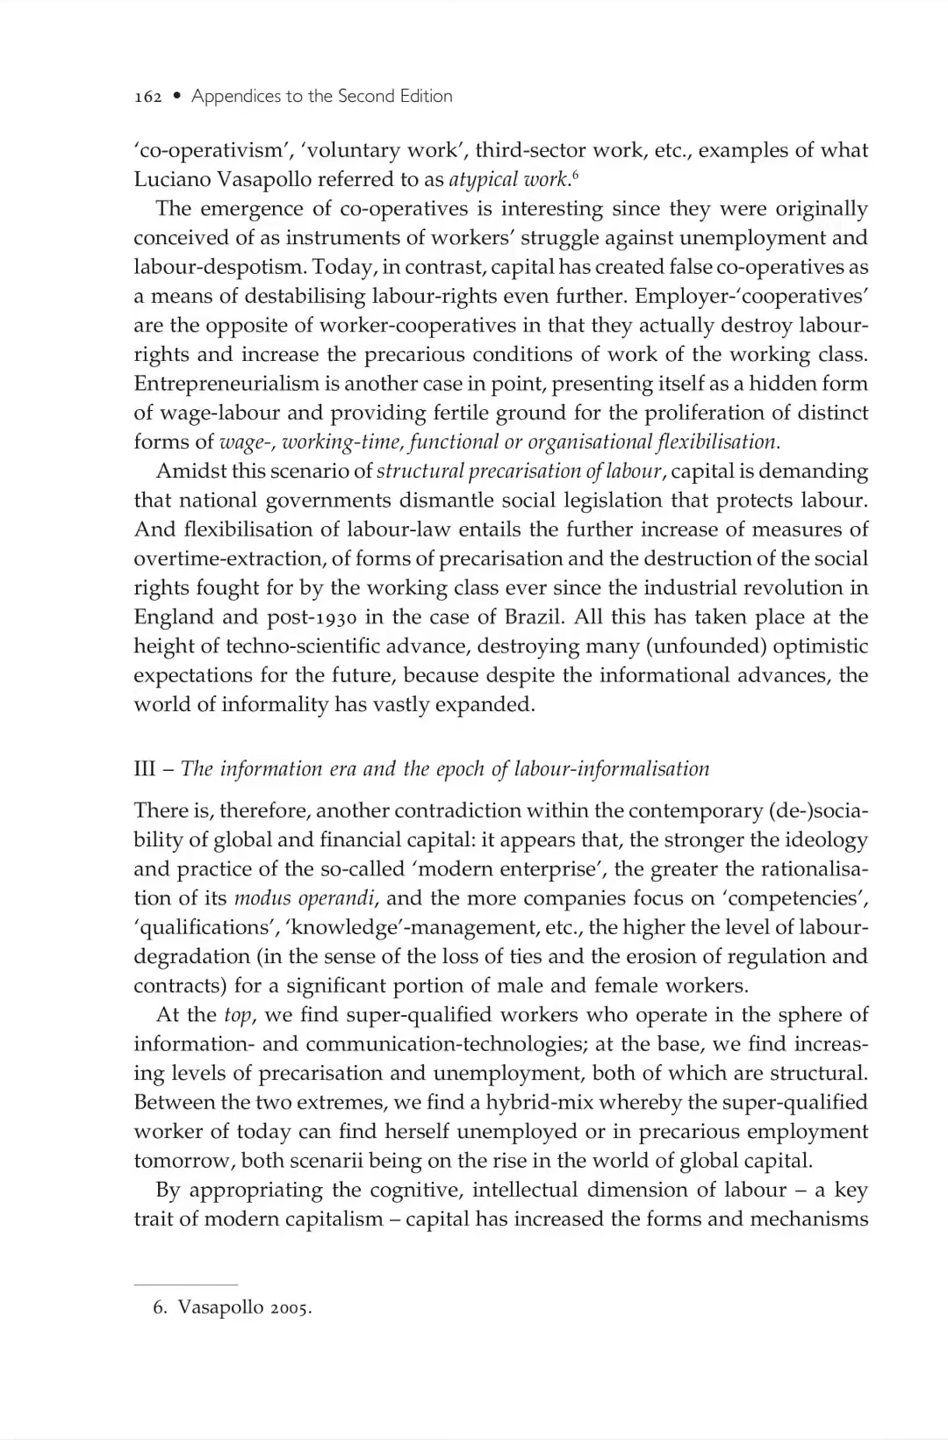 162 • Appendices to the Second Edition
‘co-operativism’, ‘voluntary work’, third-sector work, etc., examples of what
Luciano Vasapollo referred to as atypical work.⁶
The emergence of co-operatives is interesting since they were originally
conceived of as instruments of workers’ struggle against unemployment and
labour-despotism. Today, in contrast, capital has created false co-operatives as
a means of destabilising labour-rights even further. Employer-‘cooperatives’
are the opposite of worker-cooperatives in that they actually destroy labour-
rights and increase the precarious conditions of work of the working class.
Entrepreneurialism is another case in point, presenting itself as a hidden form
of wage-labour and providing fertile ground for the proliferation of distinct
forms of wage-, working-time, functional or organisational flexibilisation.
Amidst this scenario of structural precarisation of labour, capital is demanding
that national governments dismantle social legislation that protects labour.
And flexibilisation of labour-law entails the further increase of measures of
overtime-extraction, of forms of precarisation and the destruction of the social
rights fought for by the working class ever since the industrial revolution in
England and post-1930 in the case of Brazil. All this has taken place at the
height of techno-scientific advance, destroying many (unfounded) optimistic
expectations for the future, because despite the informational advances, the
world of informality has vastly expanded.
III – The information era and the epoch of labour-informalisation
There is, therefore, another contradiction within the contemporary (de-)socia-
bility of global and financial capital: it appears that, the stronger the ideology
and practice of the so-called ‘modern enterprise’, the greater the rationalisa-
tion of its modus operandi, and the more companies focus on ‘competencies’,
‘qualifications’, ‘knowledge’-management, etc., the higher the level of labour-
degradation (in the sense of the loss of ties and the erosion of regulation and
contracts) for a significant portion of male and female workers.
At the top, we find super-qualified workers who operate in the sphere of
information- and communication-technologies; at the base, we find increas-
ing levels of precarisation and unemployment, both of which are structural.
Between the two extremes, we find a hybrid-mix whereby the super-qualified
worker of today can find herself unemployed or in precarious employment
tomorrow, both scenarii being on the rise in the world of global capital.
By appropriating the cognitive, intellectual dimension of labour – a key
trait of modern capitalism – capital has increased the forms and mechanisms
6. Vasapollo 2005.